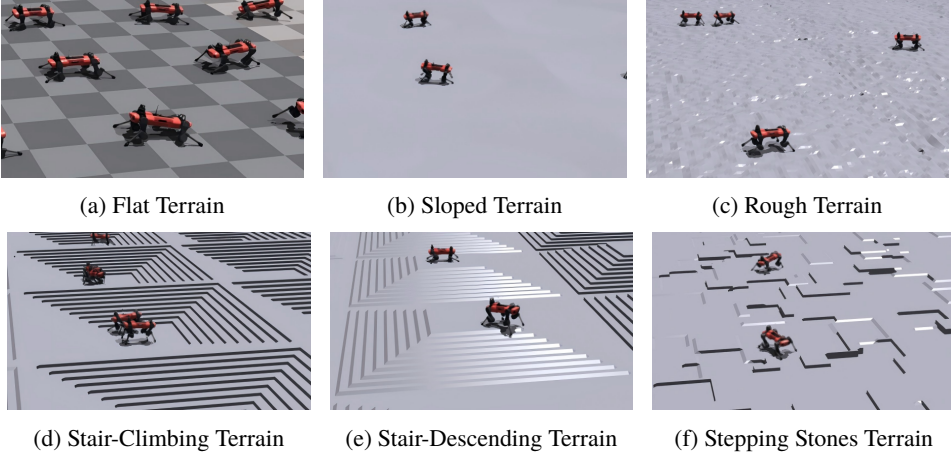 (a) Flat Terrain
(b) Sloped Terrain
(c) Rough Terrain
(d) Stair-Climbing Terrain
(e) Stair-Descending Terrain
(f) Stepping Stones Terrain